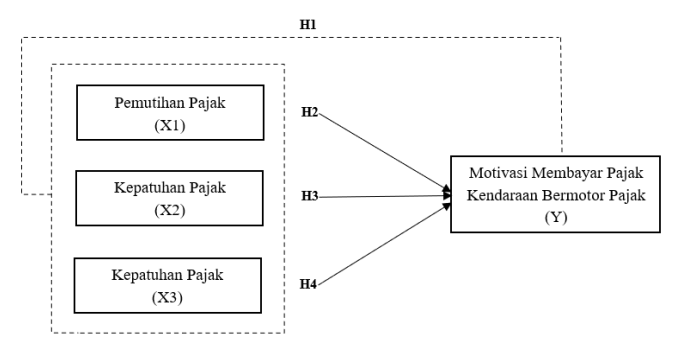 H1
Pemutihan Pajak
(X1)
H2
Kepatuhan Pajak
(X2)
H3
Motivasi Membayar Pajak
Kendaraan Bermotor Pajak
(Y)
Kepatuhan Pajak
(X3)
H4